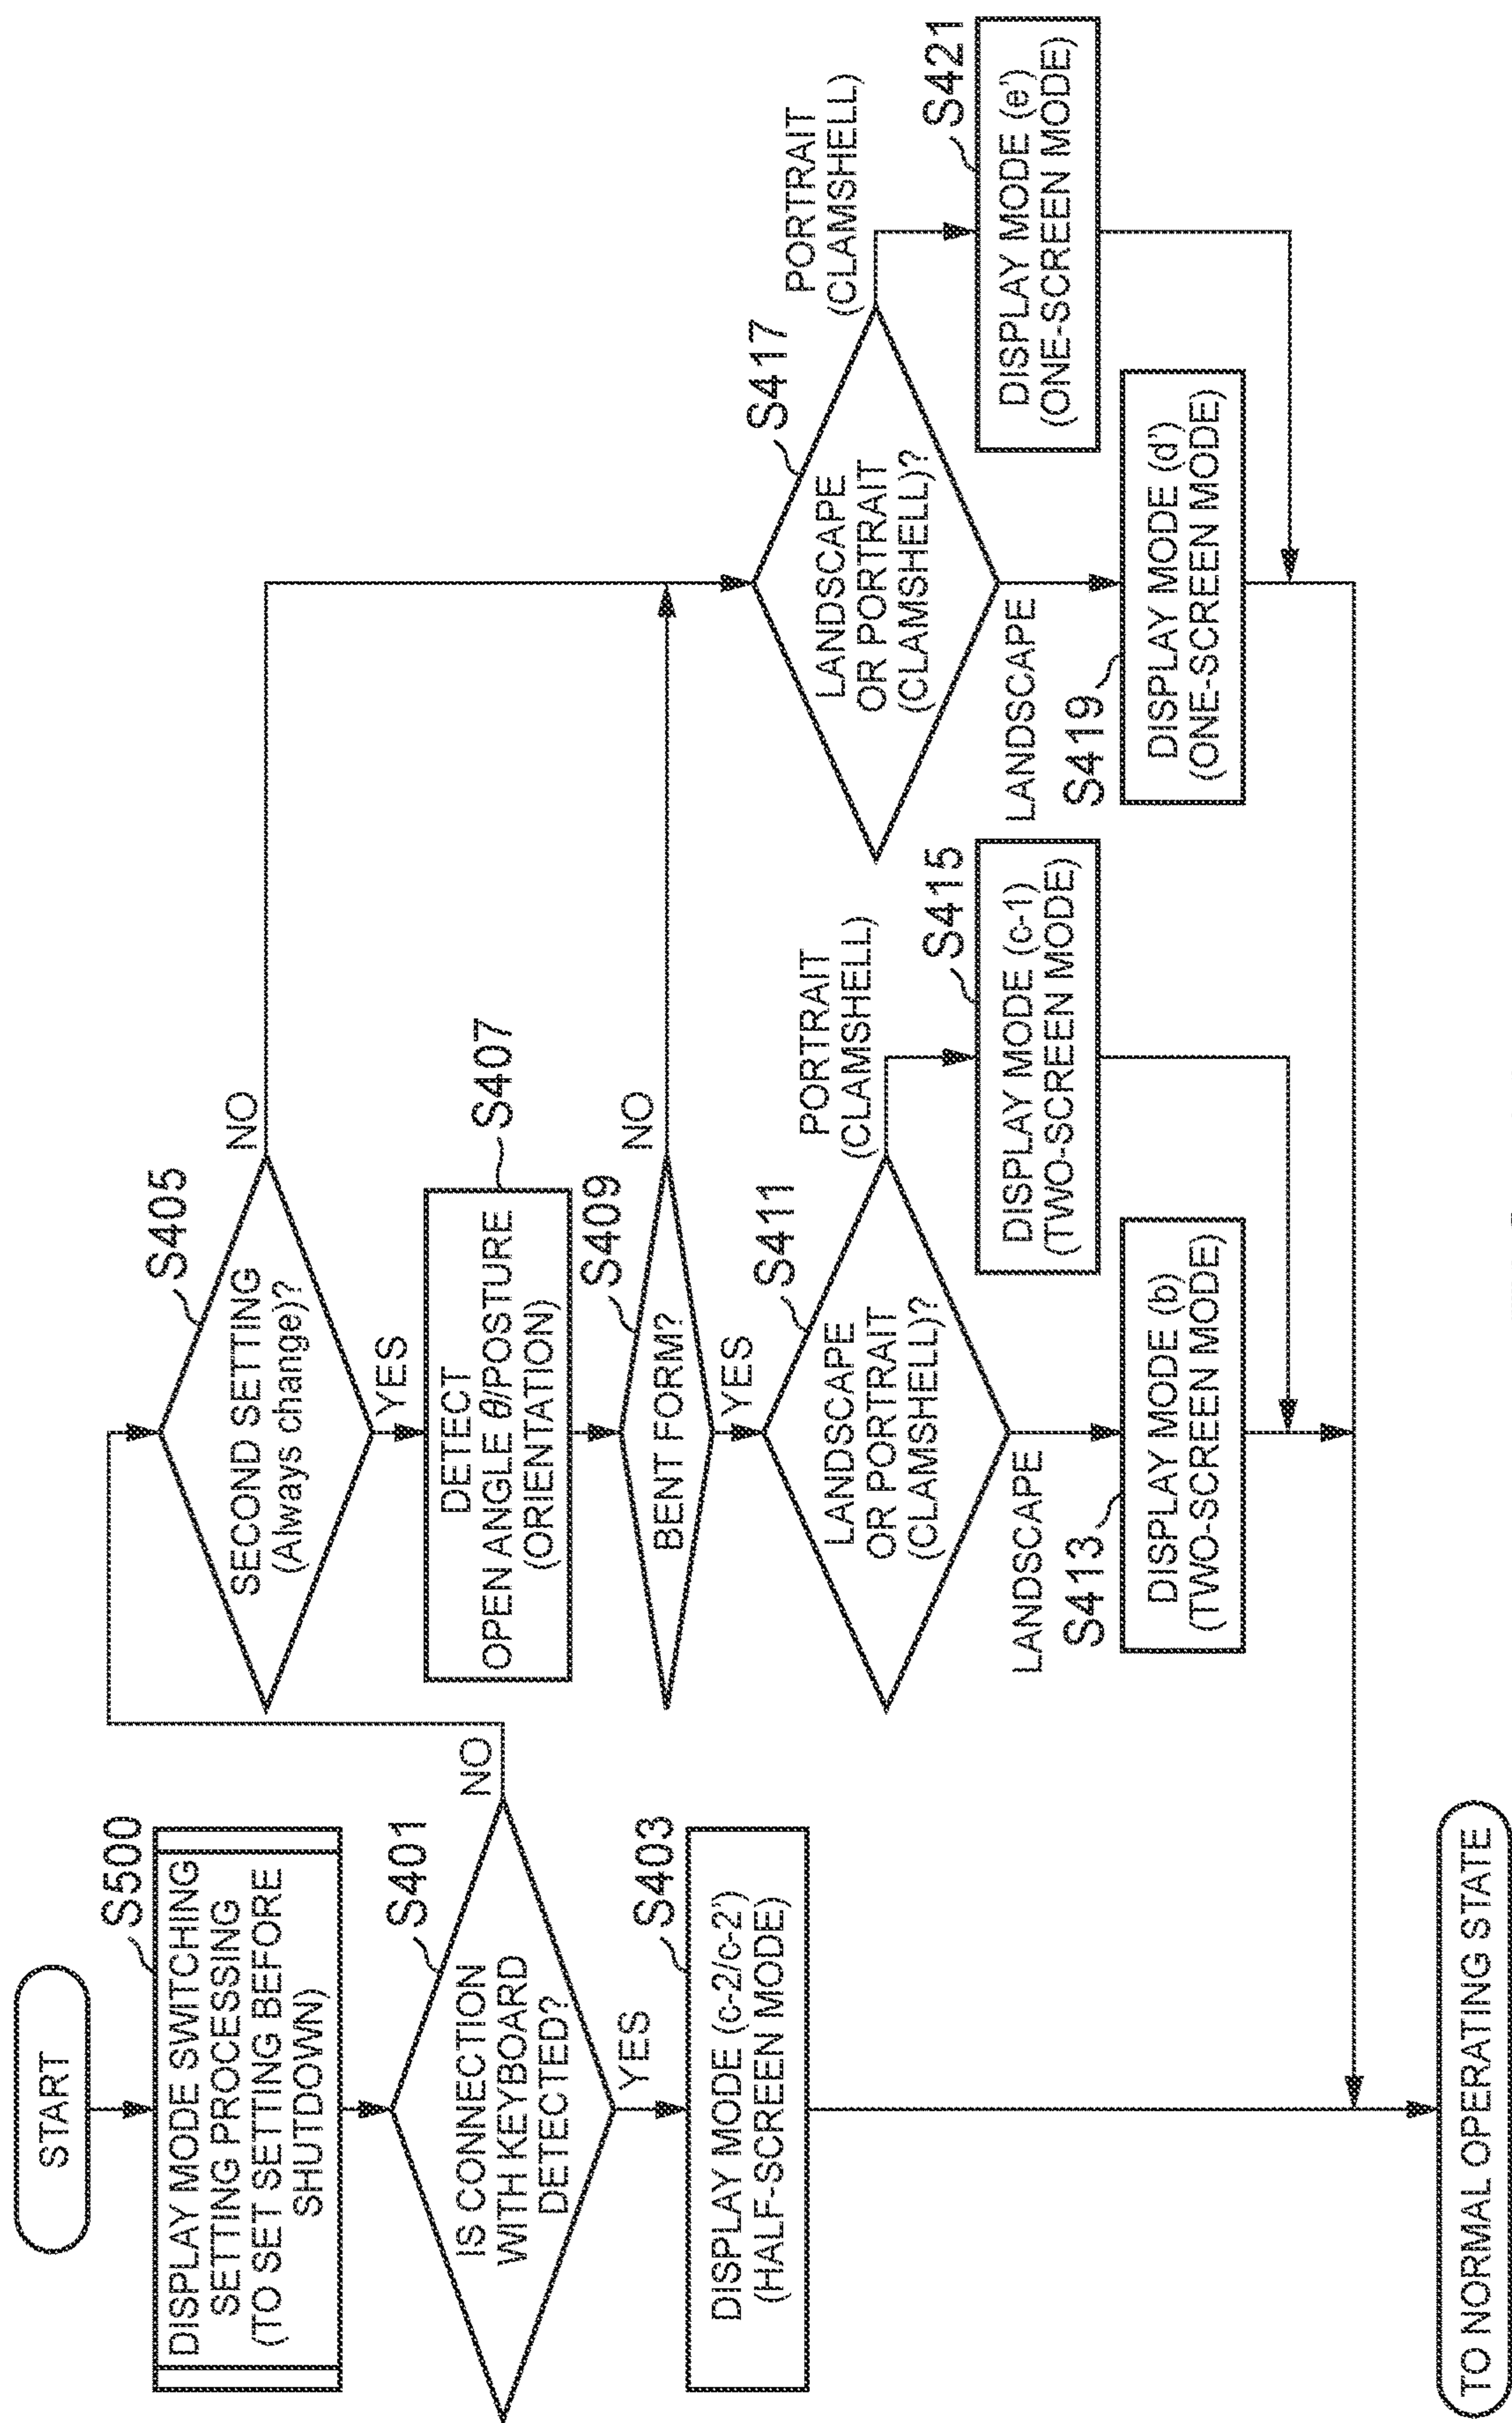 START
S500
DISPLAY MODE SWITCHING
SETTING PROCESSING
(TO SET SETTING BEFORE
SHUTDOWN)
S401
IS CONNECTION
WITH KEYBOARD
DETECTED?
NO
YES
S403
DISPLAY MODE (c-2/c-2')
(HALF-SCREEN MODE)
S405
SECOND SETTING
(Always change)?
NO
YES
S407
DETECT
OPEN ANGLE θ/POSTURE
(ORIENTATION)
S409
BENT FORM?
NO
YES
S411
LANDSCAPE
OR PORTRAIT
(CLAMSHELL)?
PORTRAIT
(CLAMSHELL)
LANDSCAPE
S413
DISPLAY MODE (b)
(TWO-SCREEN MODE)
S415
DISPLAY MODE (c-1)
(TWO-SCREEN MODE)
S417
LANDSCAPE
OR PORTRAIT
(CLAMSHELL)?
PORTRAIT
(CLAMSHELL)
LANDSCAPE
S419
DISPLAY MODE (d')
(ONE-SCREEN MODE)
S421
DISPLAY MODE (e')
(ONE-SCREEN MODE)
TO NORMAL OPERATING STATE